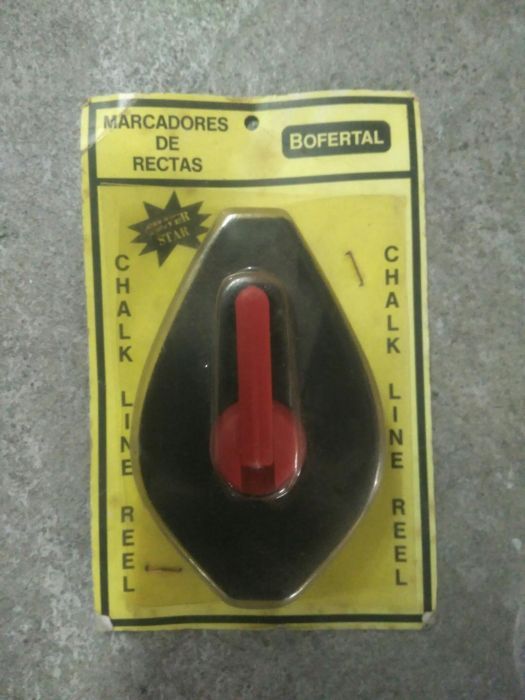 MARCADORES
DE
RECTAS
BOFERTAL
STAR
CHALK LINE REEL
CHALK LINE REEL